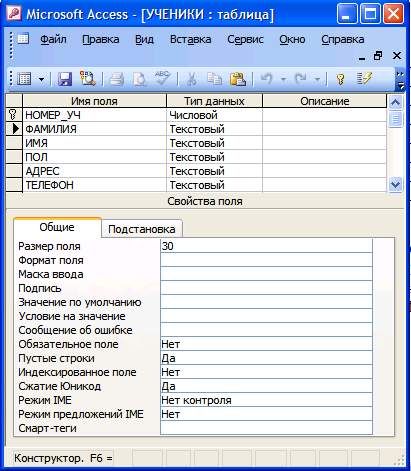 Microsoft Access - [УЧЕНИКИ : таблица]
Файл Правка Вид Вставка Сервис Окно Справка
Имя поля Тип данных Описание
НОМЕР_УЧ Числовой
ФАМИЛИЯ Текстовый
ИМЯ Текстовый
ПОЛ Текстовый
АДРЕС Текстовый
ТЕЛЕФОН Текстовый
Свойства поля
Общие Подстановка
Размер поля 30
Формат поля
Маска ввода
Подпись
Значение по умолчанию
Условие на значение
Сообщение об ошибке
Обязательное поле Нет
Пустые строки Да
Индексированное поле Нет
Сжатие Юникод Да
Режим IME Нет контроля
Режим предложений IME Нет
Смарт-теги
Конструктор. F6 =